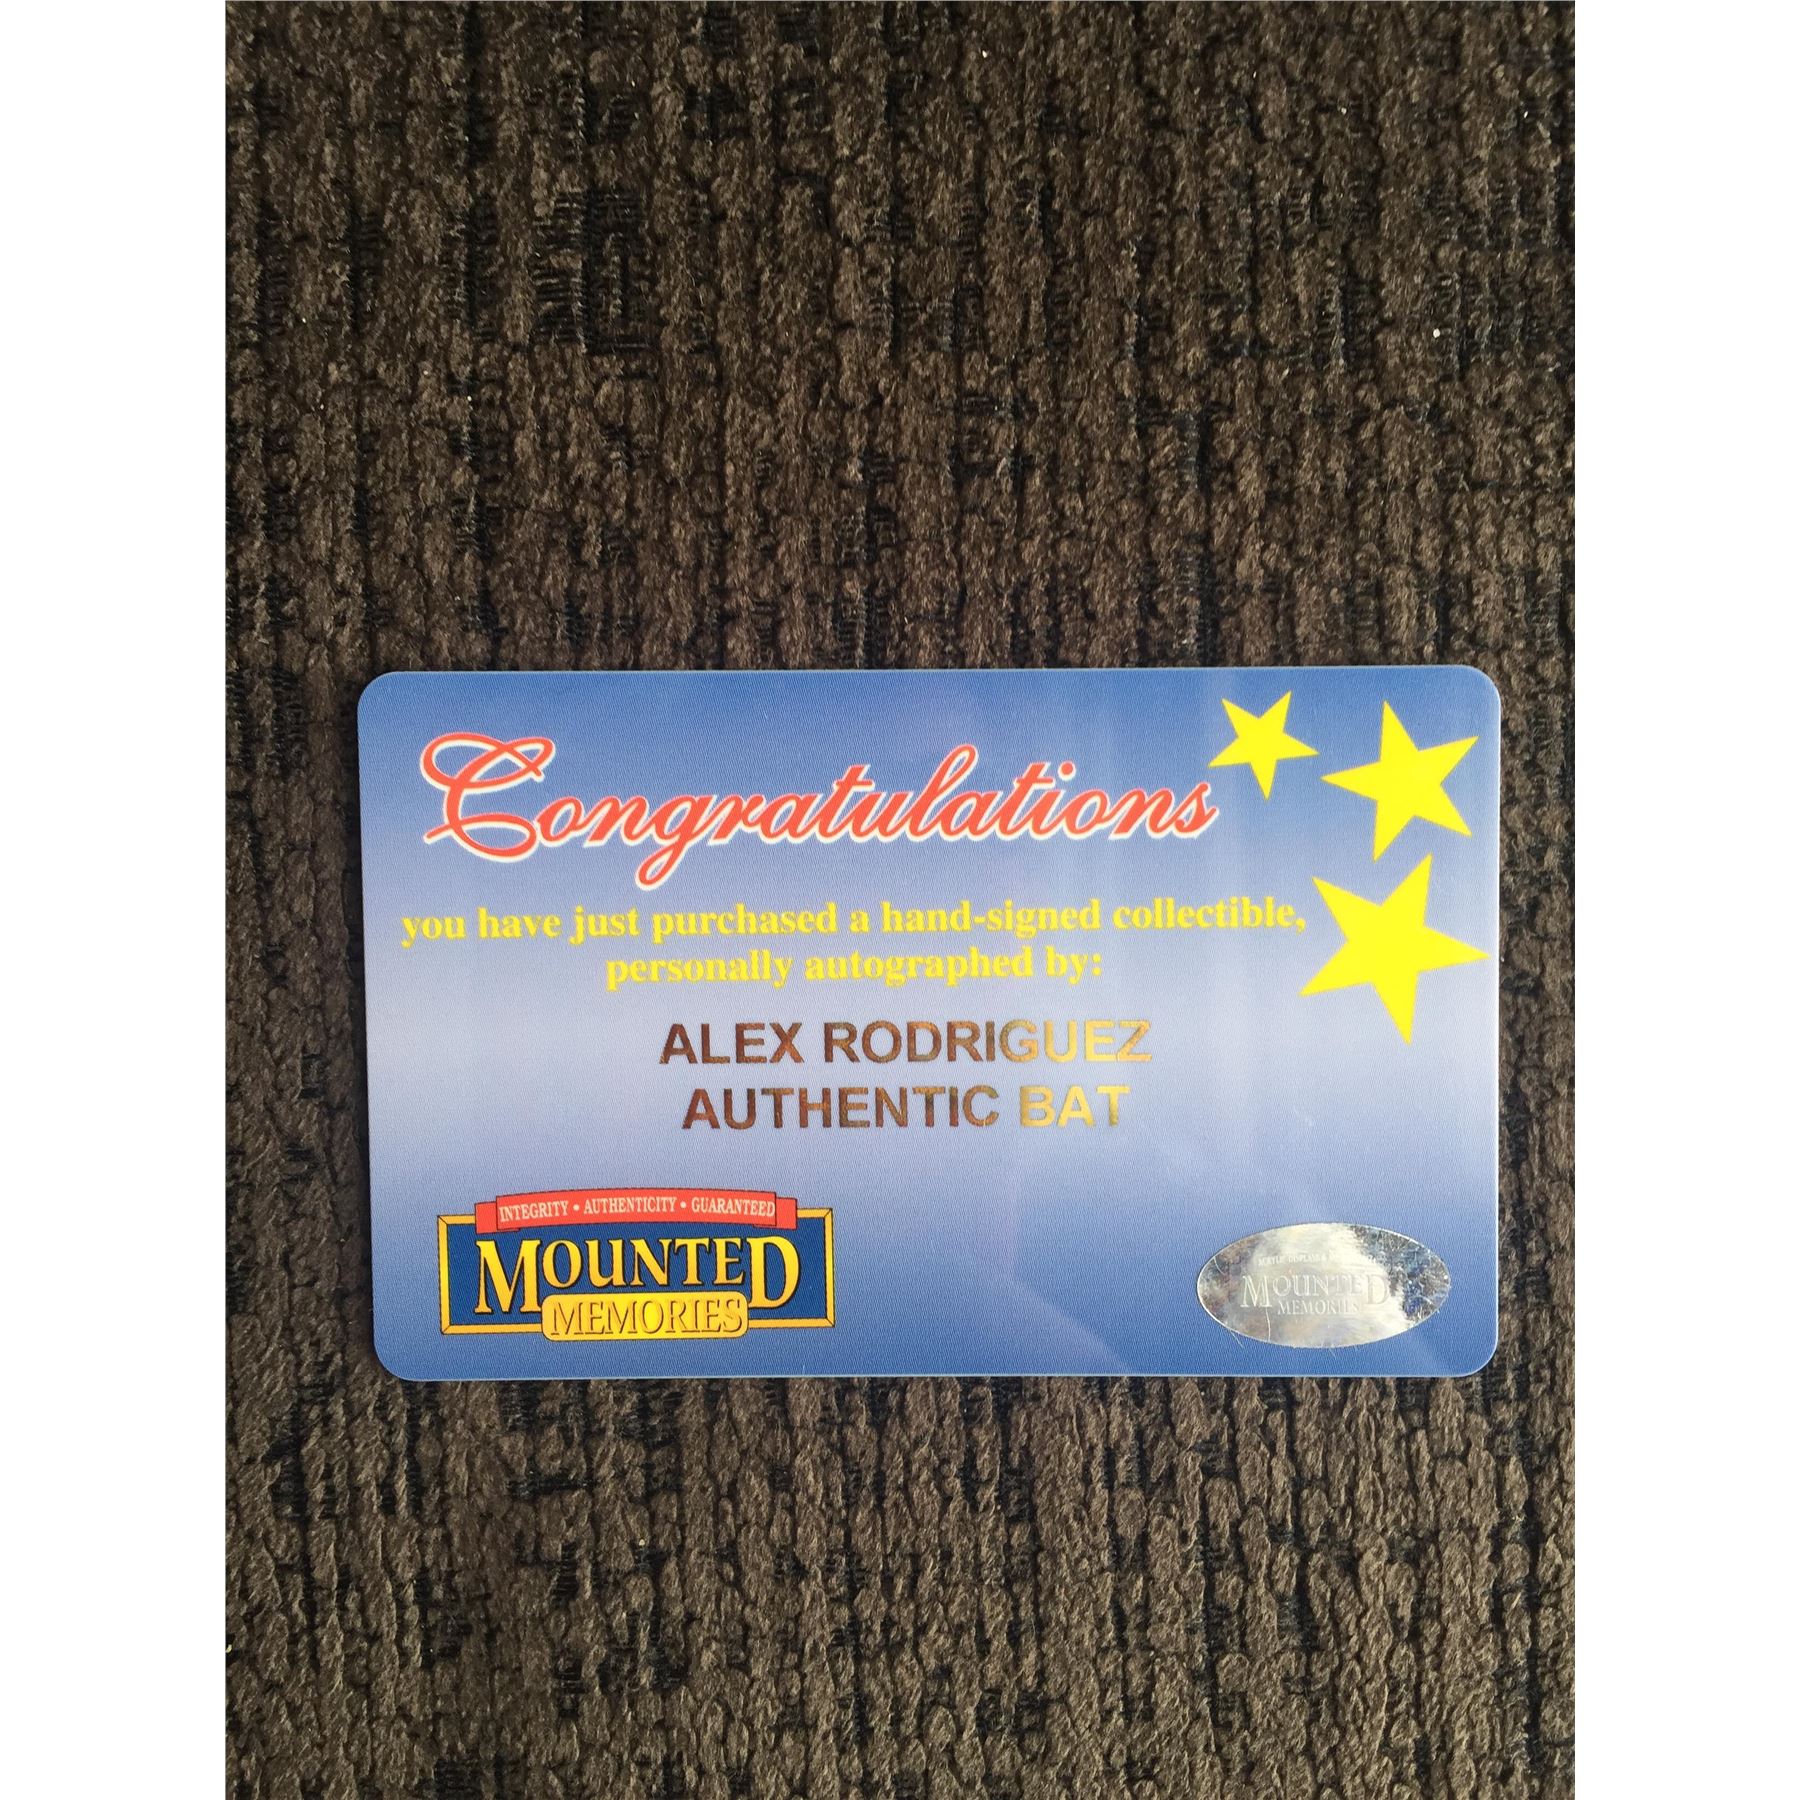 Congratulations
you have just purchased a hand-signed collectible,
personally autographed by:
ALEX RODRIGUEZ
AUTHENTIC BAT
INTEGRITY • AUTHENTICITY • GUARANTEED
MOUNTED
MEMORIES
MOUNTED
MEMORIES